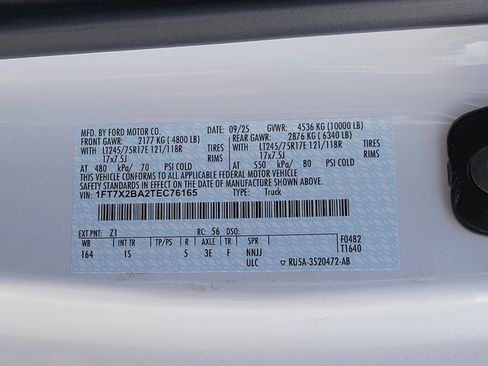 MFD. BY FORD MOTOR CO. 09/25 GVWR: 4536 KG (10000 LB)
FRONT GAWR: 2177 KG (4800 LB) REAR GAWR: 2876 KG (6340 LB)
WITH LT245/75R17E 121/118R TIRES WITH LT245/75R17E 121/118R TIRES
17x7.5J RIMS 17x7.5J RIMS
AT 480 kPa/ 70 PSI COLD AT 550 kPa/ 80 PSI COLD
THIS VEHICLE CONFORMS TO ALL APPLICABLE FEDERAL MOTOR VEHICLE
SAFETY STANDARDS IN EFFECT ON THE DATE OF MANUFACTURE SHOWN ABOVE.
VIN: 1FT7X2BA2TEC76165 TYPE: Truck
EXT PNT: Z1 RC: 56 DSO: F0482
WB INT TR TP/PS R AXLE TR SPR T1640
164 1S 5 3E F NNJJ
ULC ▽ RU5A-3520472-AB